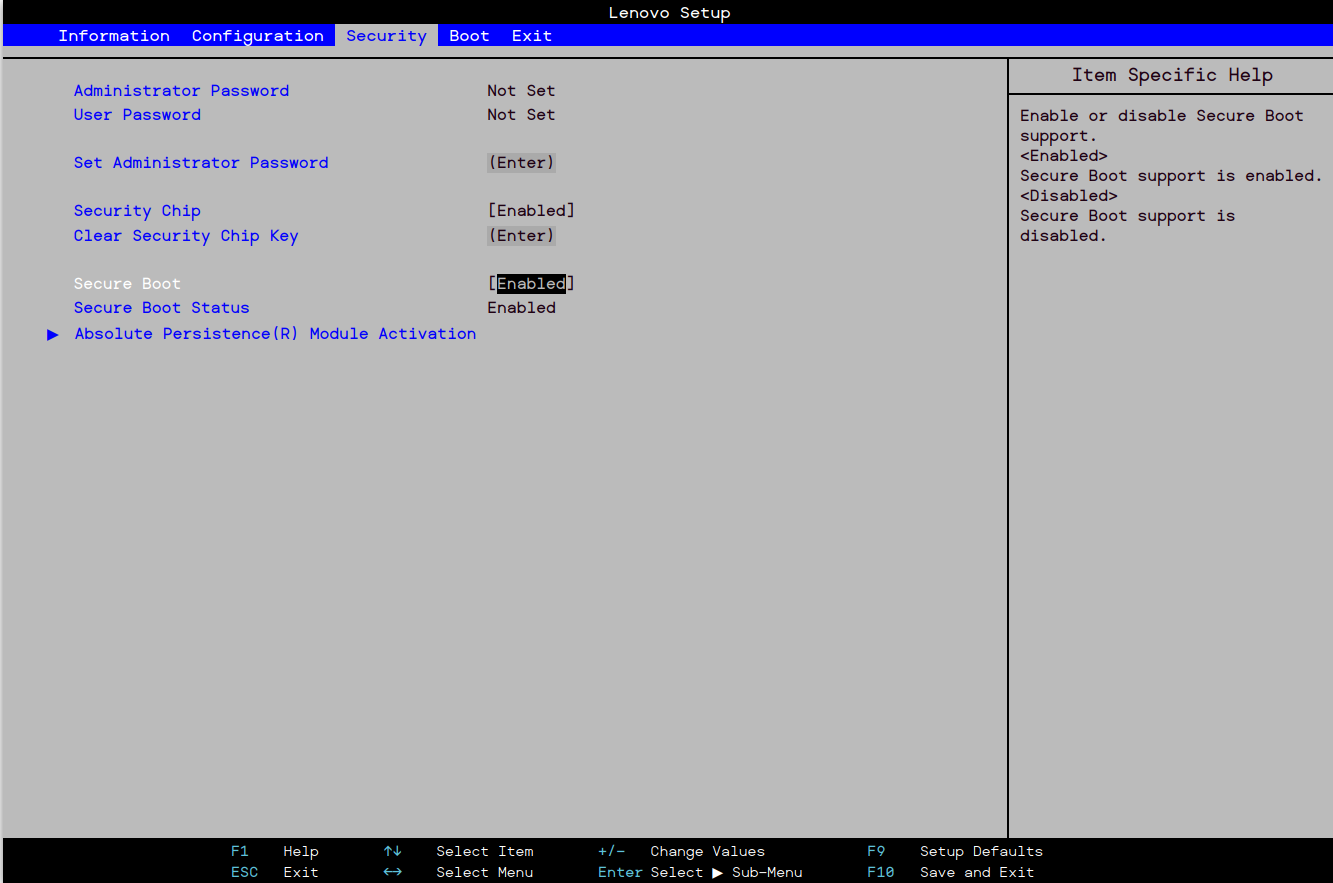 Lenovo Setup
Information Configuration Security Boot Exit
Administrator Password Not Set
User Password Not Set
Set Administrator Password (Enter)
Security Chip [Enabled]
Clear Security Chip Key (Enter)
Secure Boot [Enabled]
Secure Boot Status Enabled
▶ Absolute Persistence(R) Module Activation
Item Specific Help
Enable or disable Secure Boot
support.
<Enabled>
Secure Boot support is enabled.
<Disabled>
Secure Boot support is
disabled.
F1 Help ↑↓ Select Item +/- Change Values F9 Setup Defaults
ESC Exit ↔ Select Menu Enter Select ▶ Sub-Menu F10 Save and Exit